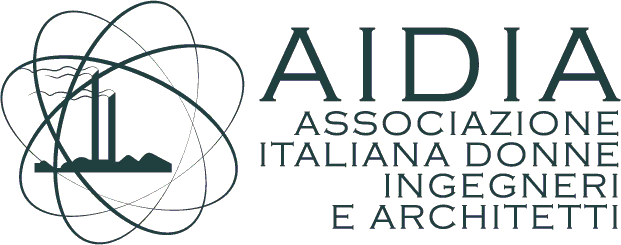 AIDIA
ASSOCIAZIONE
ITALIANA DONNE
INGEGNERI
E ARCHITETTI